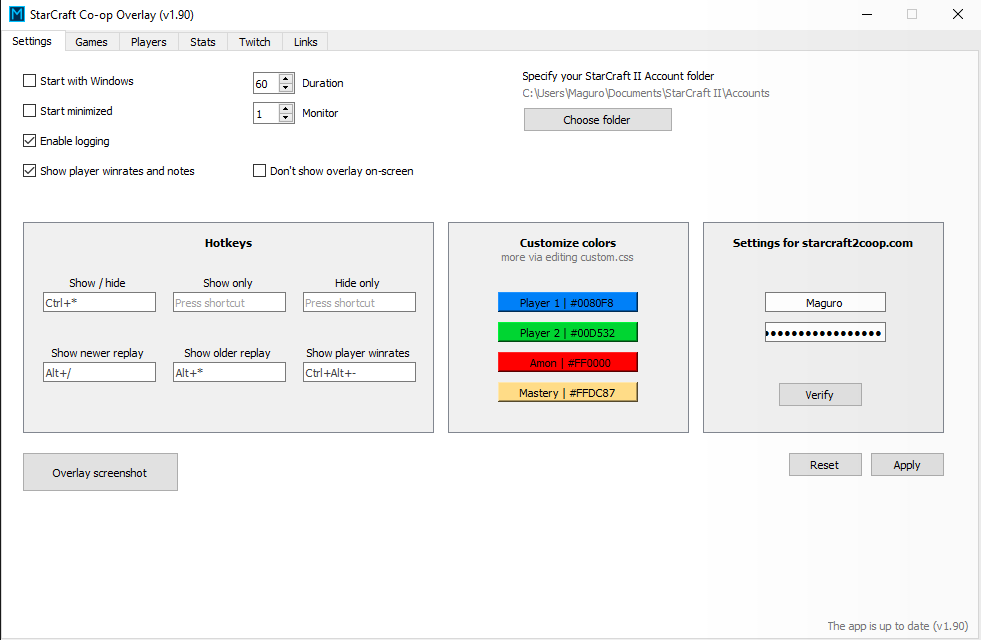 StarCraft Co-op Overlay (v1.90)
Settings Games Players Stats Twitch Links
Start with Windows
60 Duration
Specify your StarCraft II Account folder
C:\Users\Maguro\Documents\StarCraft II\Accounts
Start minimized
1 Monitor
Choose folder
Enable logging
Show player winrates and notes
Don't show overlay on-screen
Hotkeys
Show / hide Show only Hide only
Ctrl+* Press shortcut Press shortcut
Show newer replay Show older replay Show player winrates
Alt+/ Alt+* Ctrl+Alt+-
Customize colors
more via editing custom.css
Player 1 | #0080F8
Player 2 | #00D532
Amon | #FF0000
Mastery | #FFDC87
Settings for starcraft2coop.com
Maguro
●●●●●●●●●●●●●●●●●
Verify
Overlay screenshot
Reset Apply
The app is up to date (v1.90)